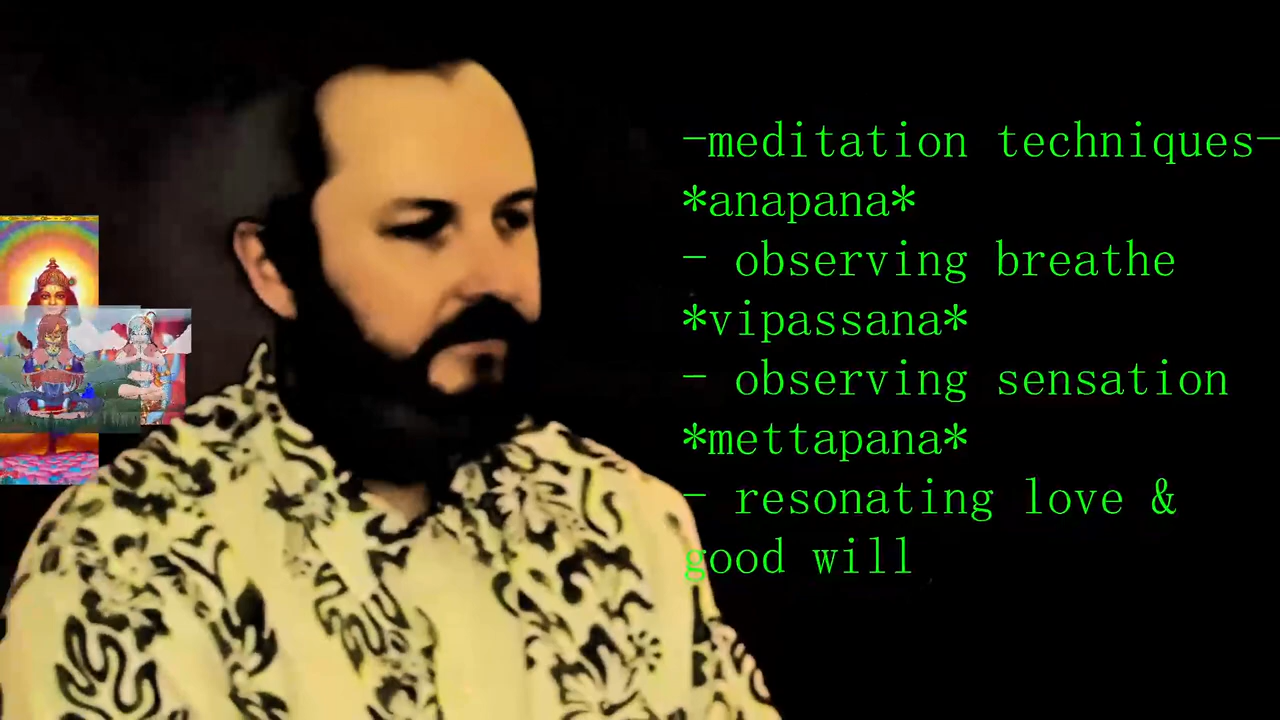 -meditation techniques-
*anapana*
- observing breathe
*vipassana*
- observing sensation
*mettapana*
- resonating love &
good will